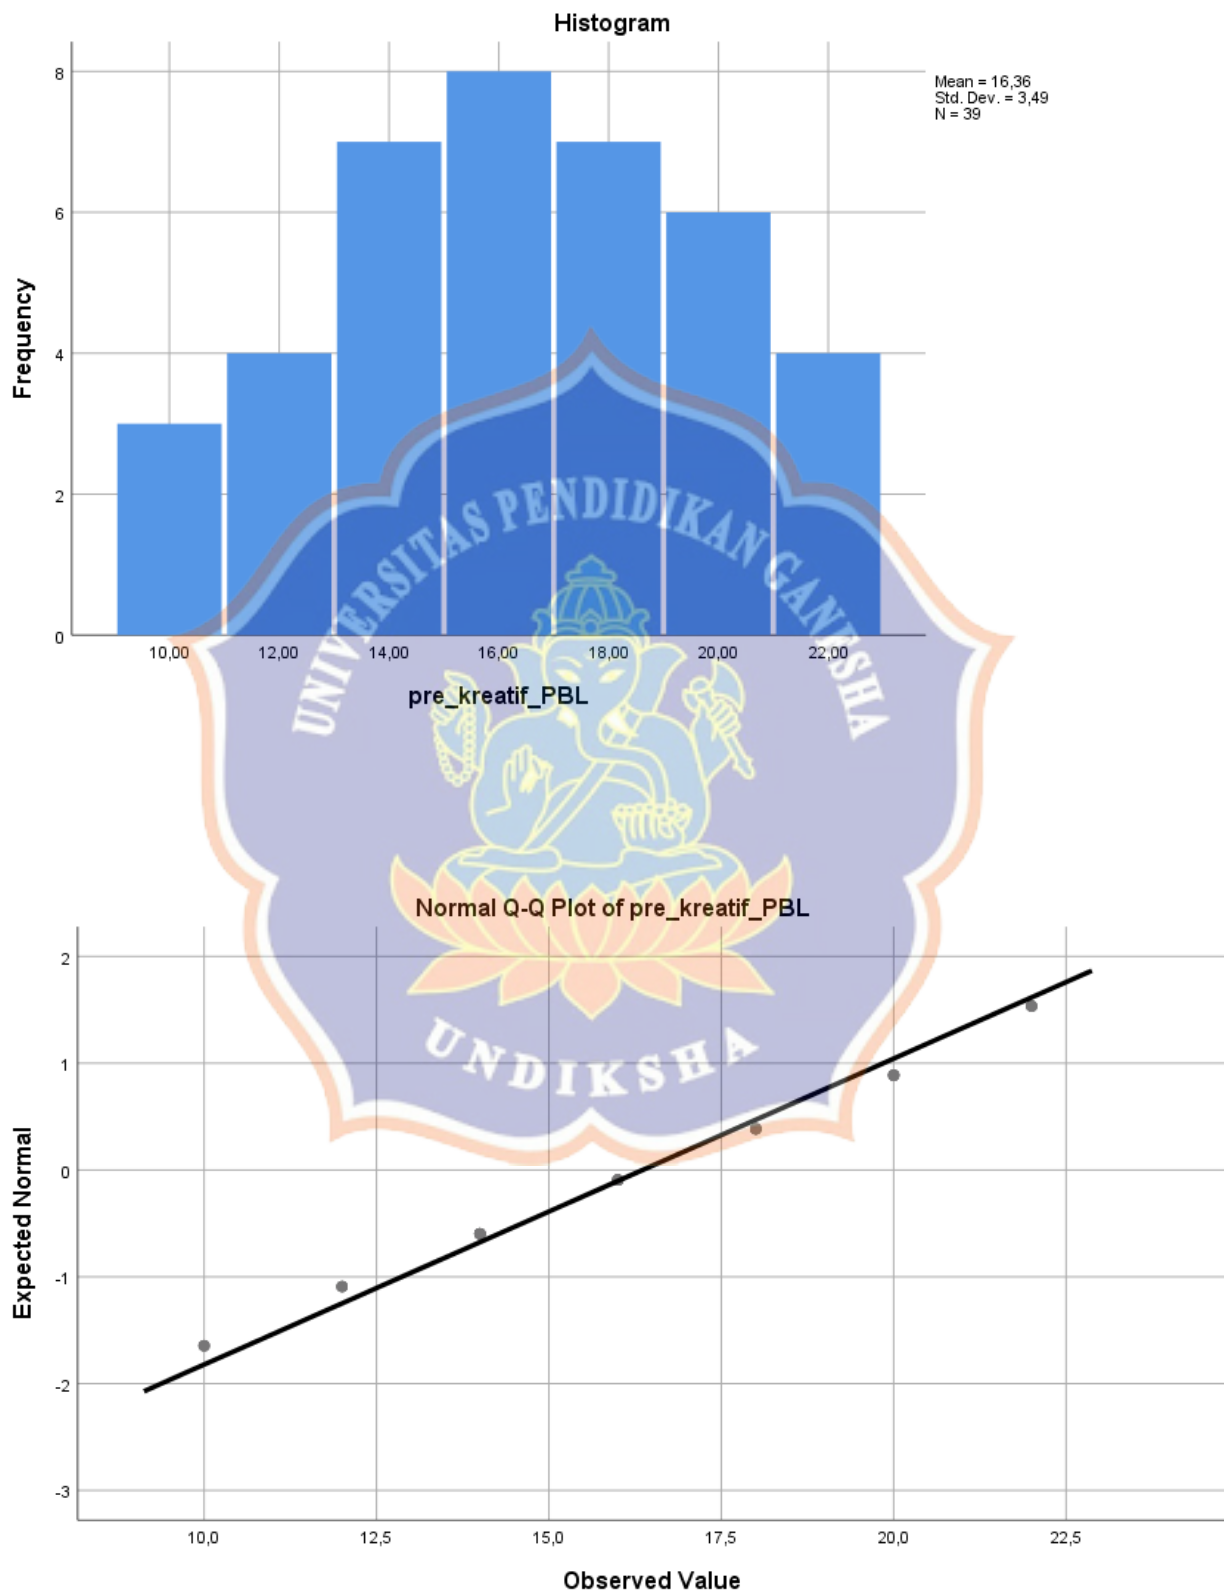 Histogram
Mean = 16,36
Std. Dev. = 3,49
N = 39
Frequency
8
6
4
2
0
10,00 12,00 14,00 16,00 18,00 20,00 22,00
pre_kreatif_PBL
UNIVERSITAS PENDIDIKAN GANESHA
UNDIKSHA
Normal Q-Q Plot of pre_kreatif_PBL
Expected Normal
2
1
0
-1
-2
-3
10,0 12,5 15,0 17,5 20,0 22,5
Observed Value